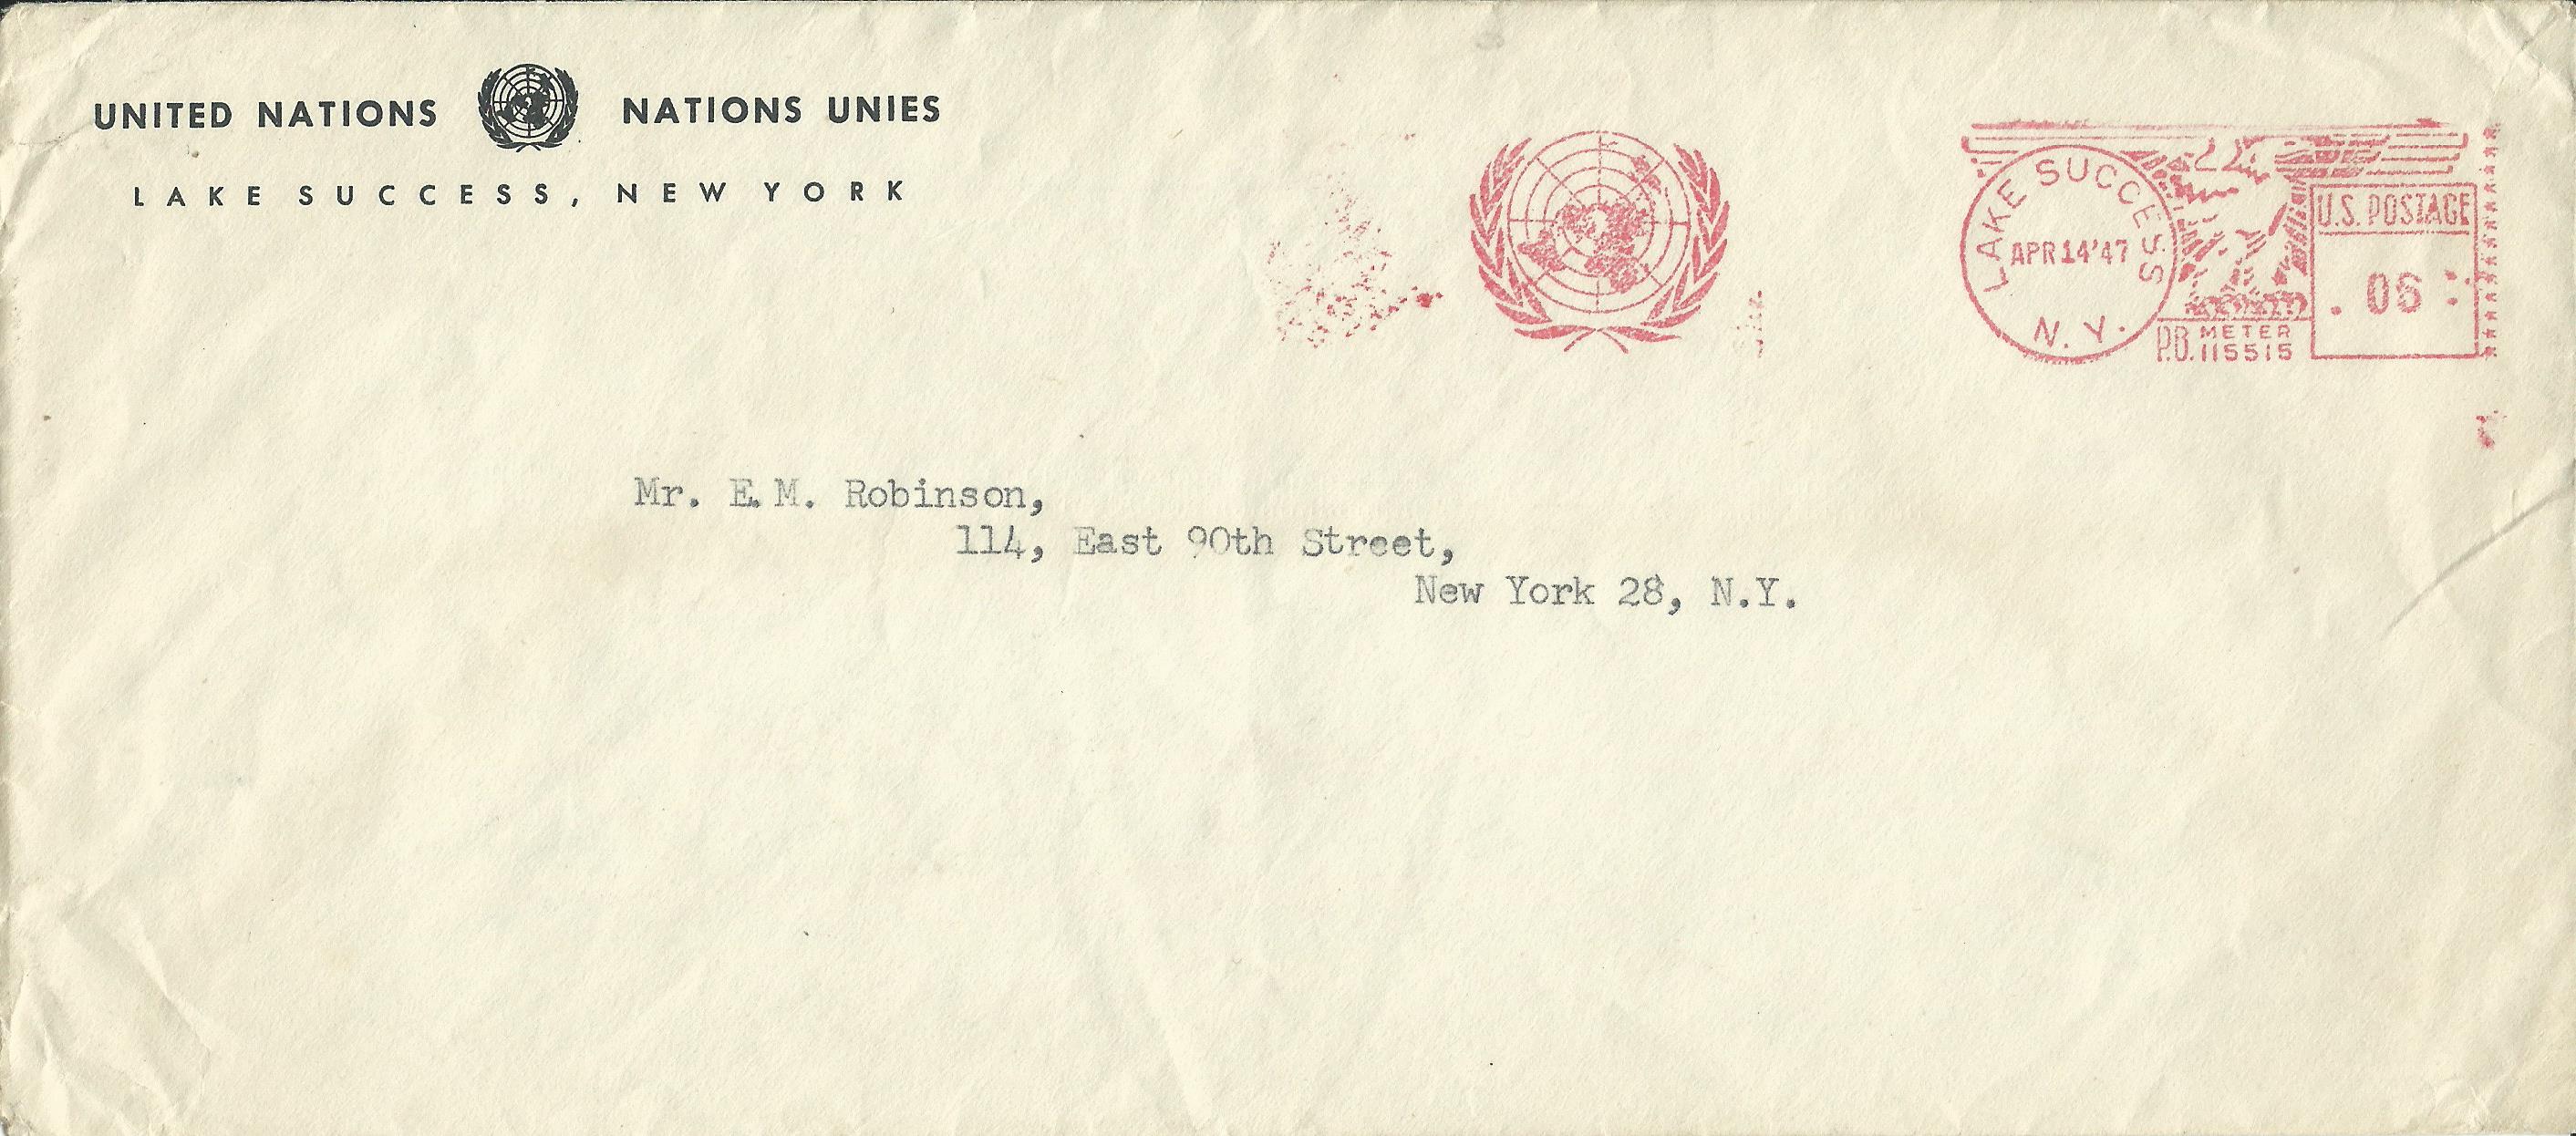 UNITED NATIONS NATIONS UNIES
LAKE SUCCESS, NEW YORK
LAKE SUCCESS
APR 14 '47
N. Y.
P.B. METER
115515
U.S. POSTAGE
. 06
Mr. E. M. Robinson,
114, East 90th Street,
New York 28, N.Y.